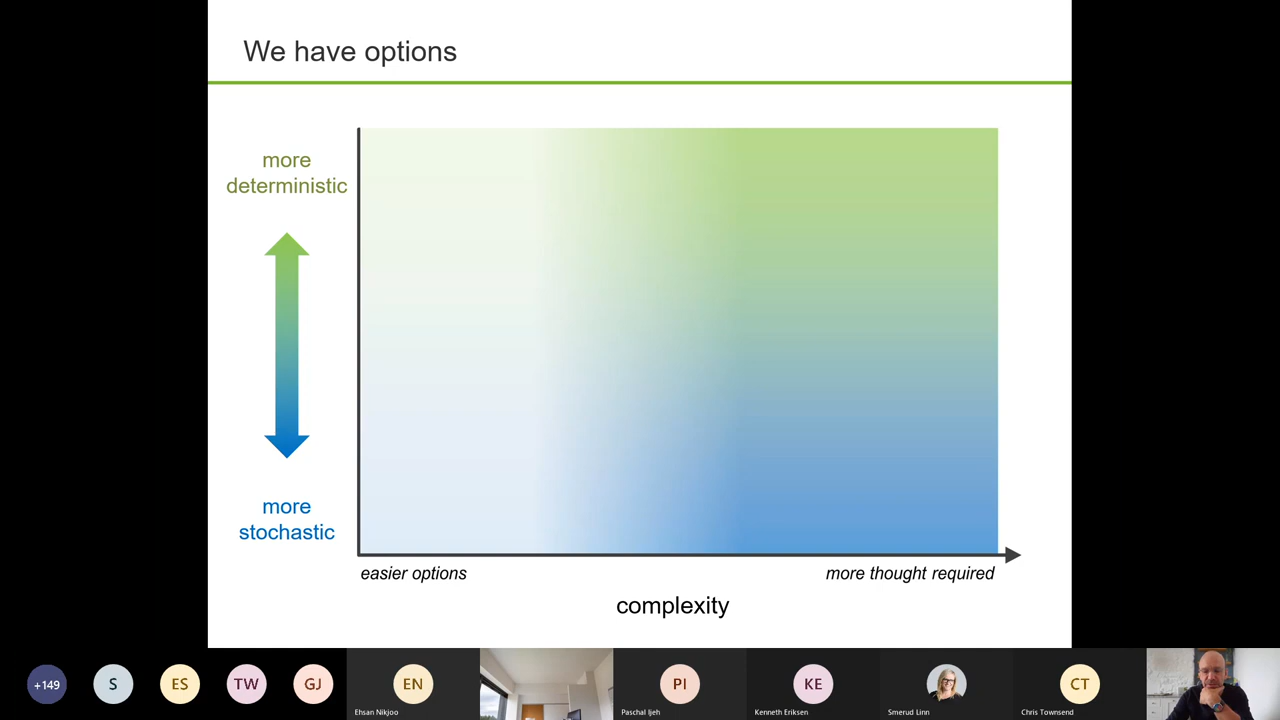 We have options
more
deterministic
more
stochastic
easier options
more thought required
complexity
+149
S
ES
TW
GJ
EN
Ehsan Nikjoo
PI
Paschal Ijeh
KE
Kenneth Eriksen
Smerud Linn
CT
Chris Townsend